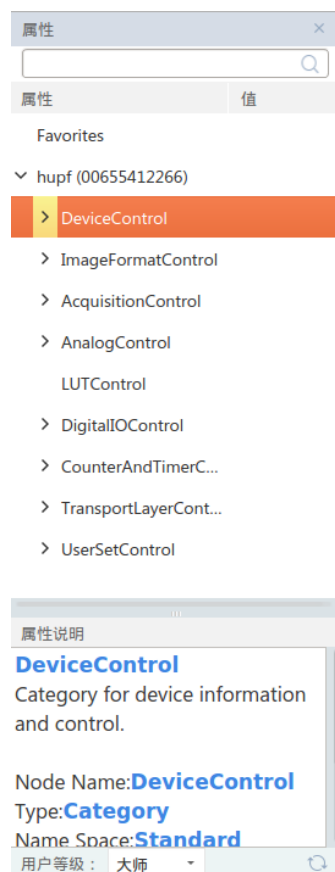 属性
属性 值
Favorites
hupf (00655412266)
DeviceControl
ImageFormatControl
AcquisitionControl
AnalogControl
LUTControl
DigitalIOControl
CounterAndTimerC...
TransportLayerCont...
UserSetControl
属性说明
DeviceControl
Category for device information
and control.
Node Name:DeviceControl
Type:Category
Name Space:Standard
用户等级 : 大师